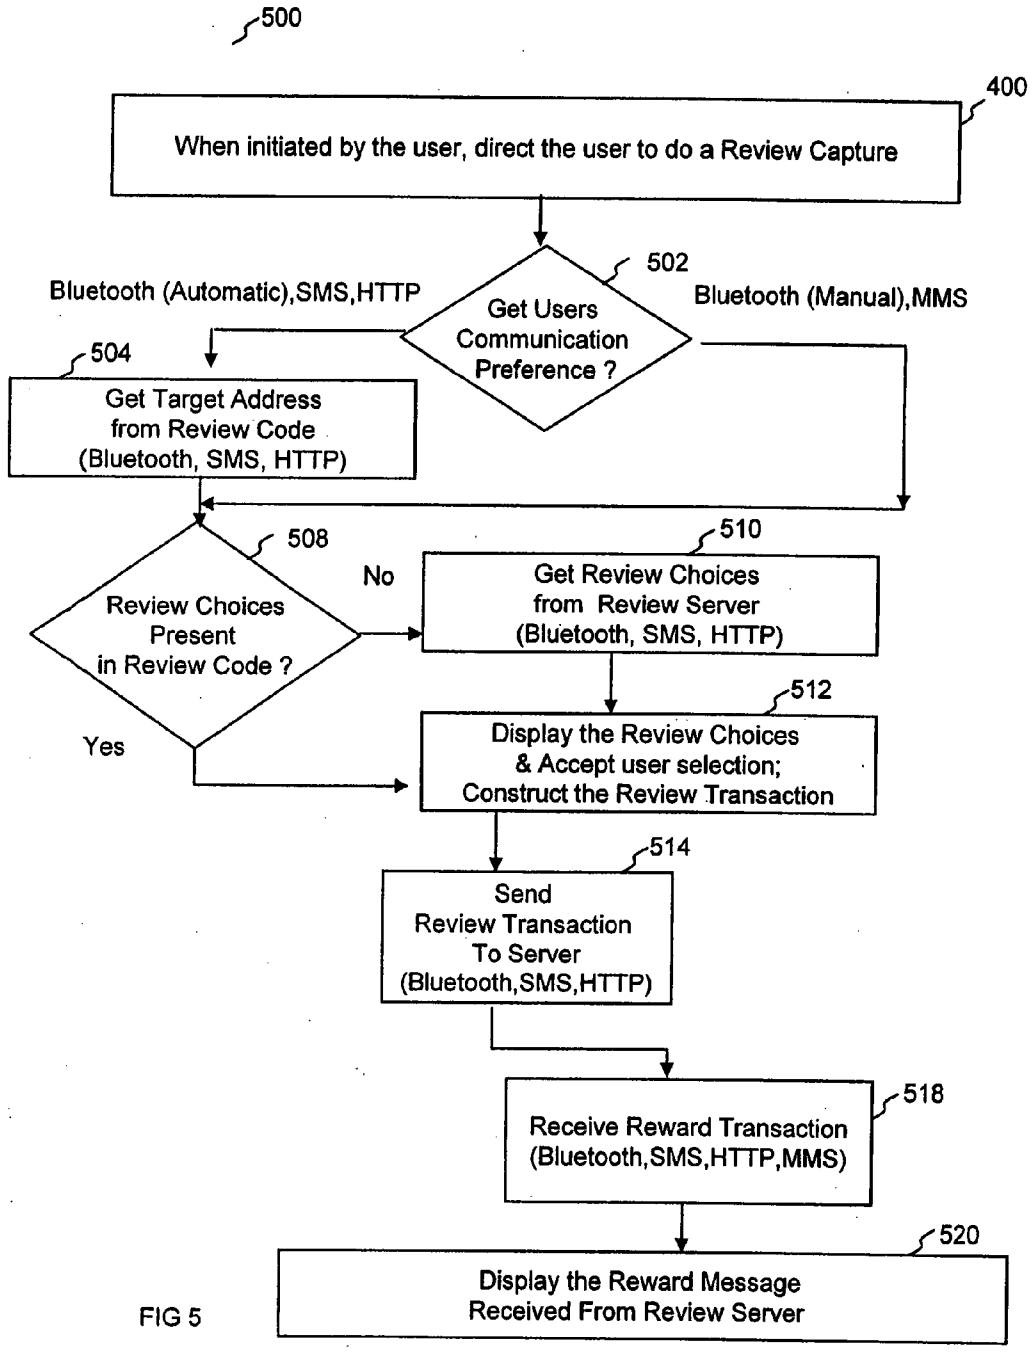 500
400
When initiated by the user, direct the user to do a Review Capture
502
Bluetooth (Automatic),SMS,HTTP
Bluetooth (Manual),MMS
Get Users
Communication
Preference ?
504
Get Target Address
from Review Code
(Bluetooth, SMS, HTTP)
508
Review Choices
Present
in Review Code ?
No
Yes
510
Get Review Choices
from Review Server
(Bluetooth, SMS, HTTP)
512
Display the Review Choices
& Accept user selection;
Construct the Review Transaction
514
Send
Review Transaction
To Server
(Bluetooth,SMS,HTTP)
518
Receive Reward Transaction
(Bluetooth,SMS,HTTP,MMS)
520
Display the Reward Message
Received From Review Server
FIG 5